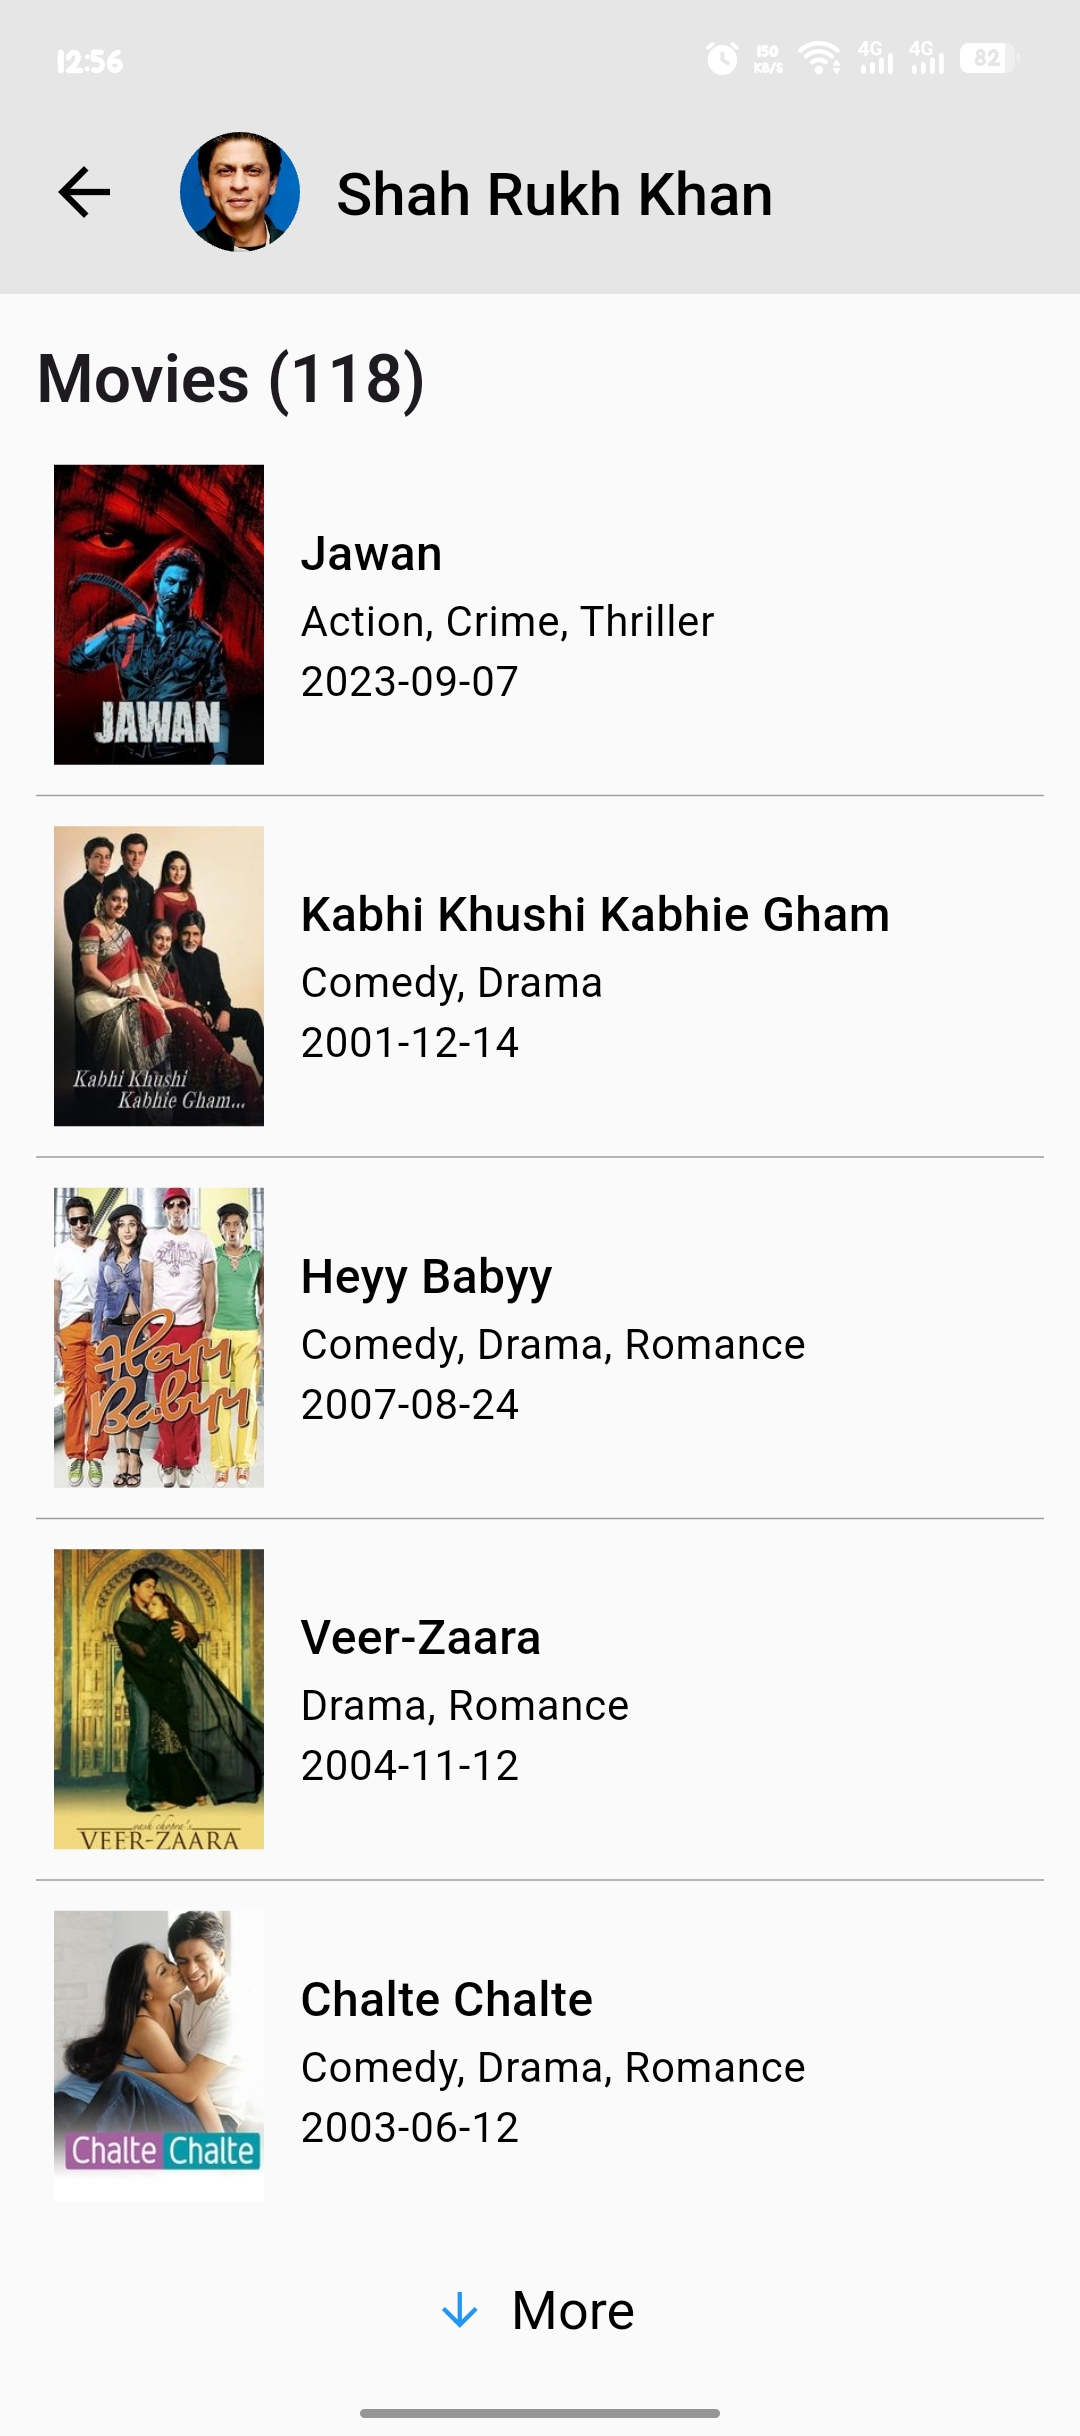 12:56
150
KB/S
4G
4G
82
Shah Rukh Khan
Movies (118)
JAWAN
Jawan
Action, Crime, Thriller
2023-09-07
Kabhi Khushi
Kabhie Gham...
Kabhi Khushi Kabhie Gham
Comedy, Drama
2001-12-14
Heyy
Babyy
Heyy Babyy
Comedy, Drama, Romance
2007-08-24
yash chopra's
VEER-ZAARA
Veer-Zaara
Drama, Romance
2004-11-12
Chalte Chalte
Chalte Chalte
Comedy, Drama, Romance
2003-06-12
More